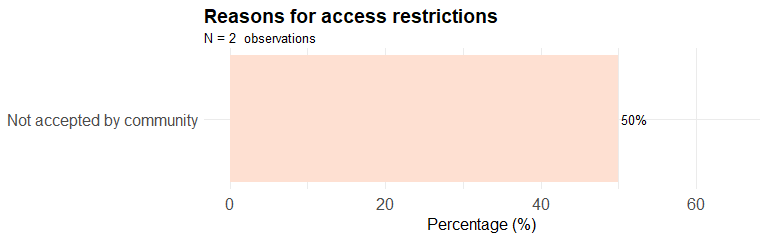 Reasons for access restrictions
N = 2 observations
Not accepted by community
50%
0 20 40 60
Percentage (%)